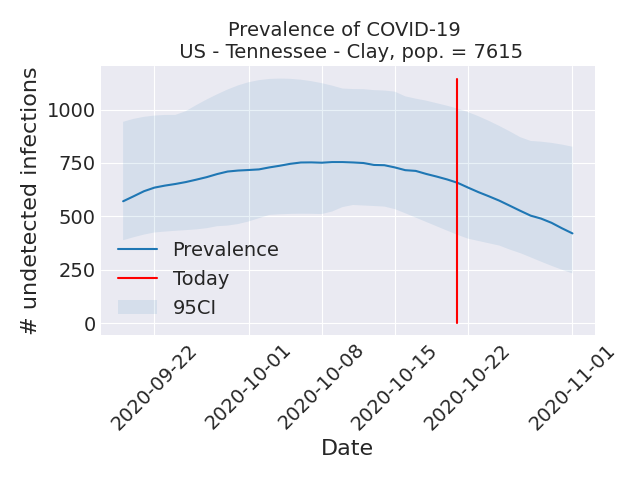 Prevalence of COVID-19
US - Tennessee - Clay, pop. = 7615
# undetected infections
1000
750
500
250
0
Prevalence
Today
95CI
2020-09-22
2020-10-01
2020-10-08
2020-10-15
2020-10-22
2020-11-01
Date